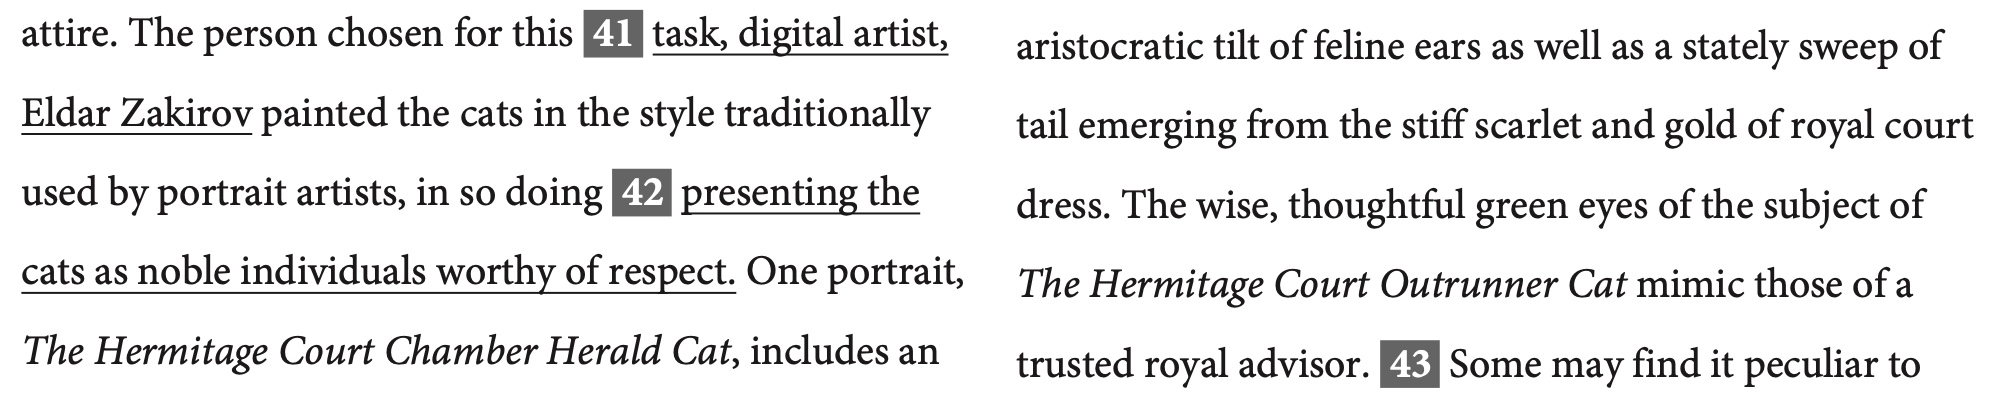 attire. The person chosen for this 41 task, digital artist,
Eldar Zakirov painted the cats in the style traditionally
used by portrait artists, in so doing 42 presenting the
cats as noble individuals worthy of respect. One portrait,
The Hermitage Court Chamber Herald Cat, includes an
aristocratic tilt of feline ears as well as a stately sweep of
tail emerging from the stiff scarlet and gold of royal court
dress. The wise, thoughtful green eyes of the subject of
The Hermitage Court Outrunner Cat mimic those of a
trusted royal advisor. 43 Some may find it peculiar to